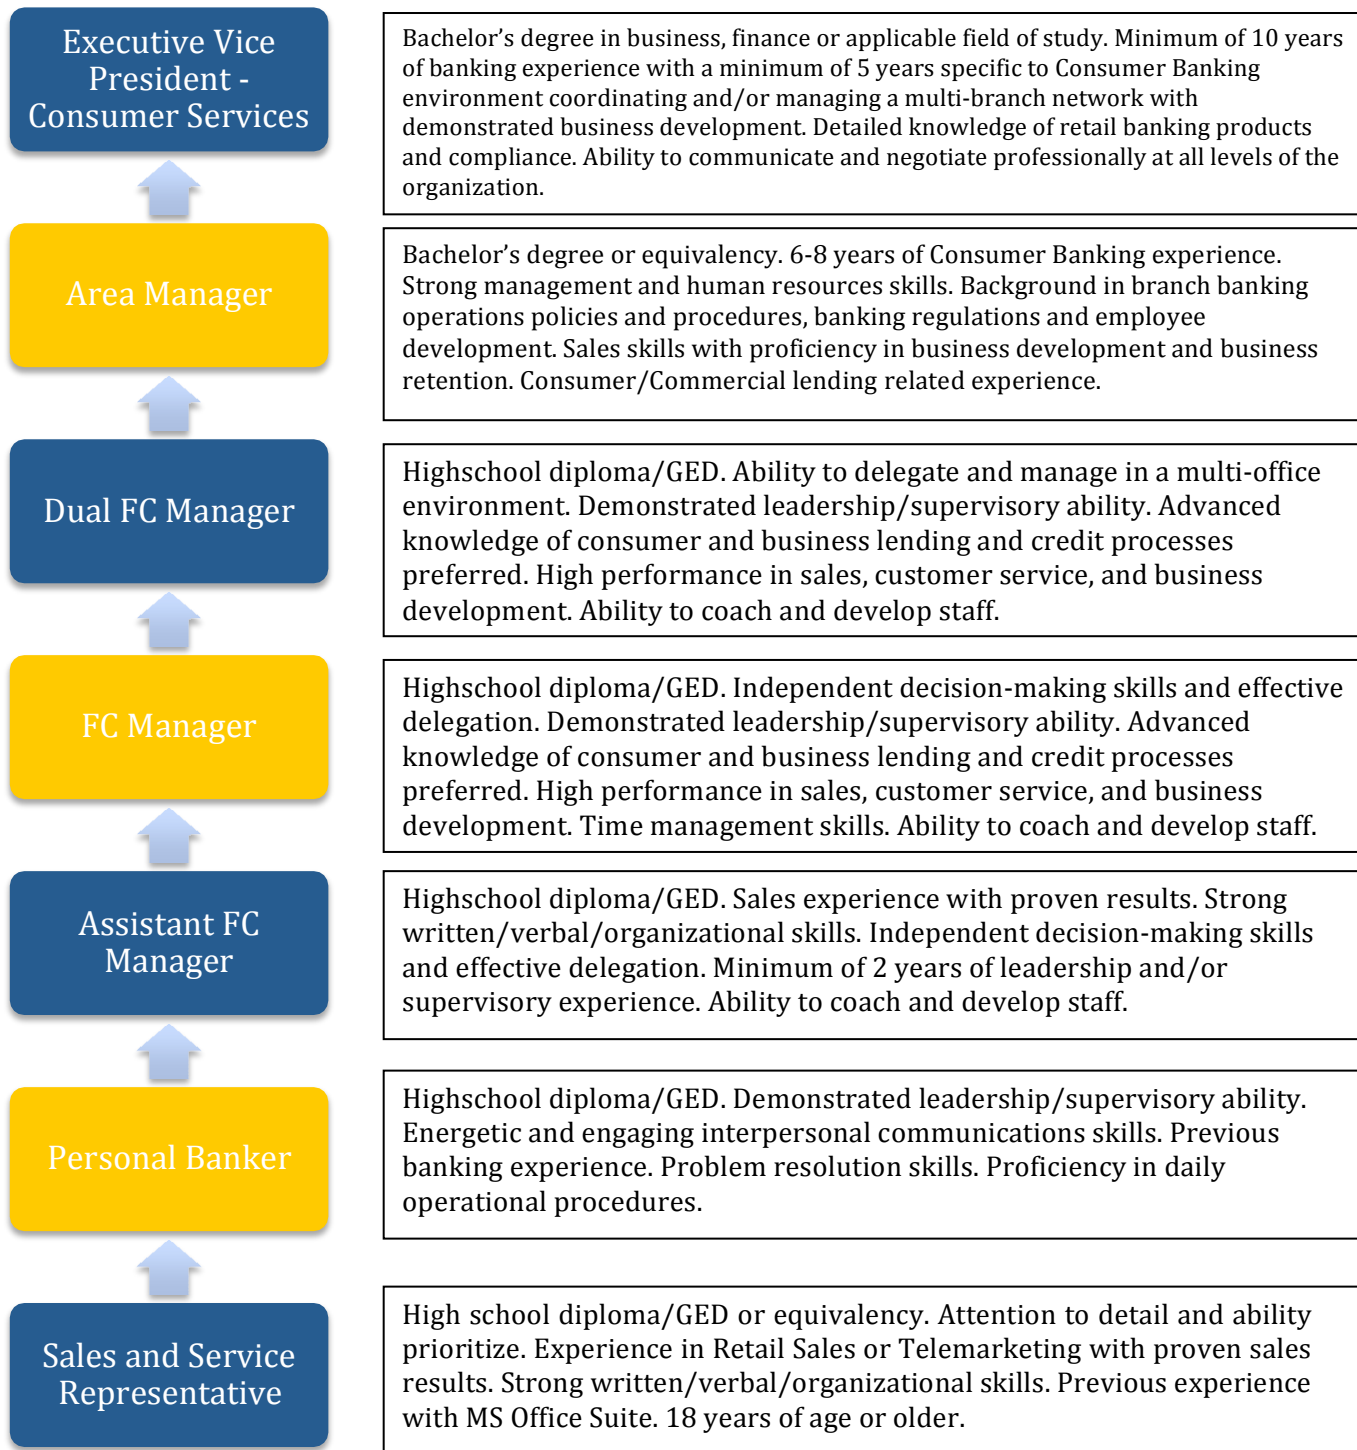 Executive Vice
President -
Consumer Services
Bachelor's degree in business, finance or applicable field of study. Minimum of 10 years
of banking experience with a minimum of 5 years specific to Consumer Banking
environment coordinating and/or managing a multi-branch network with
demonstrated business development. Detailed knowledge of retail banking products
and compliance. Ability to communicate and negotiate professionally at all levels of the
organization.
Area Manager
Bachelor's degree or equivalency. 6-8 years of Consumer Banking experience.
Strong management and human resources skills. Background in branch banking
operations policies and procedures, banking regulations and employee
development. Sales skills with proficiency in business development and business
retention. Consumer/Commercial lending related experience.
Dual FC Manager
Highschool diploma/GED. Ability to delegate and manage in a multi-office
environment. Demonstrated leadership/supervisory ability. Advanced
knowledge of consumer and business lending and credit processes
preferred. High performance in sales, customer service, and business
development. Ability to coach and develop staff.
FC Manager
Highschool diploma/GED. Independent decision-making skills and effective
delegation. Demonstrated leadership/supervisory ability. Advanced
knowledge of consumer and business lending and credit processes
preferred. High performance in sales, customer service, and business
development. Time management skills. Ability to coach and develop staff.
Assistant FC
Manager
Highschool diploma/GED. Sales experience with proven results. Strong
written/verbal/organizational skills. Independent decision-making skills
and effective delegation. Minimum of 2 years of leadership and/or
supervisory experience. Ability to coach and develop staff.
Personal Banker
Highschool diploma/GED. Demonstrated leadership/supervisory ability.
Energetic and engaging interpersonal communications skills. Previous
banking experience. Problem resolution skills. Proficiency in daily
operational procedures.
Sales and Service
Representative
High school diploma/GED or equivalency. Attention to detail and ability
prioritize. Experience in Retail Sales or Telemarketing with proven sales
results. Strong written/verbal/organizational skills. Previous experience
with MS Office Suite. 18 years of age or older.